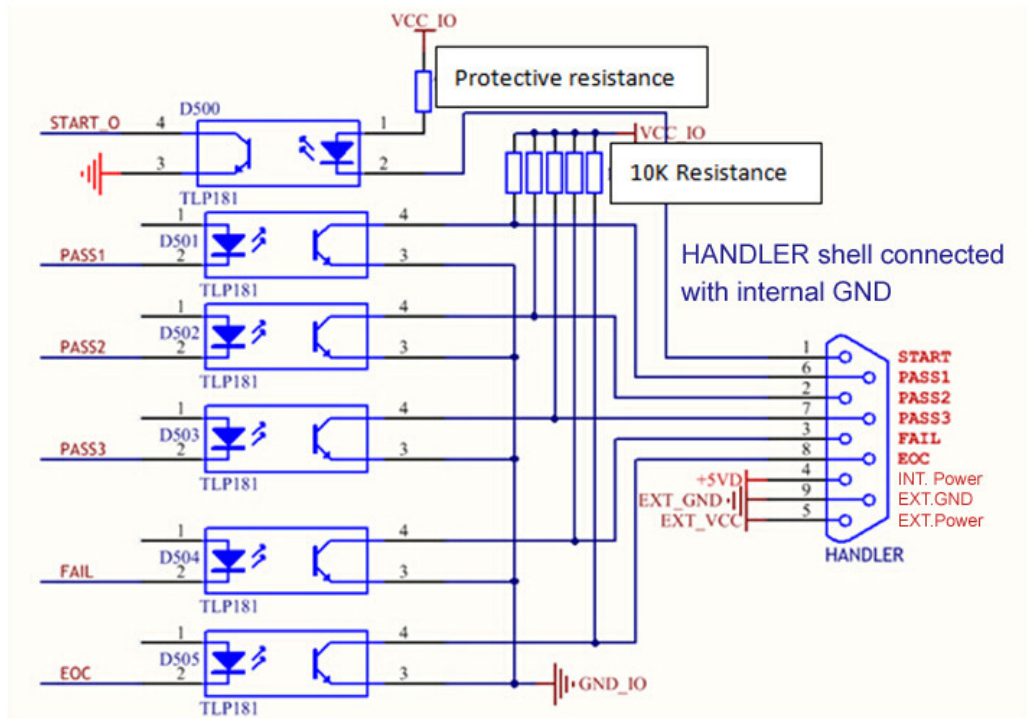 VCC_IO
Protective resistance
D500
START_O
4
1
3
2
TLP181
VCC_IO
10K Resistance
1
4
D501
PASS1
2
3
TLP181
HANDLER shell connected
with internal GND
1
4
D502
PASS2
2
3
TLP181
1
4
D503
PASS3
2
3
TLP181
1
4
D504
FAIL
2
3
TLP181
1
4
D505
EOC
2
3
TLP181
GND_IO
1 START
6 PASS1
2 PASS2
7 PASS3
3 FAIL
8 EOC
+5VD 4 INT. Power
EXT_GND 9 EXT.GND
EXT_VCC 5 EXT.Power
HANDLER